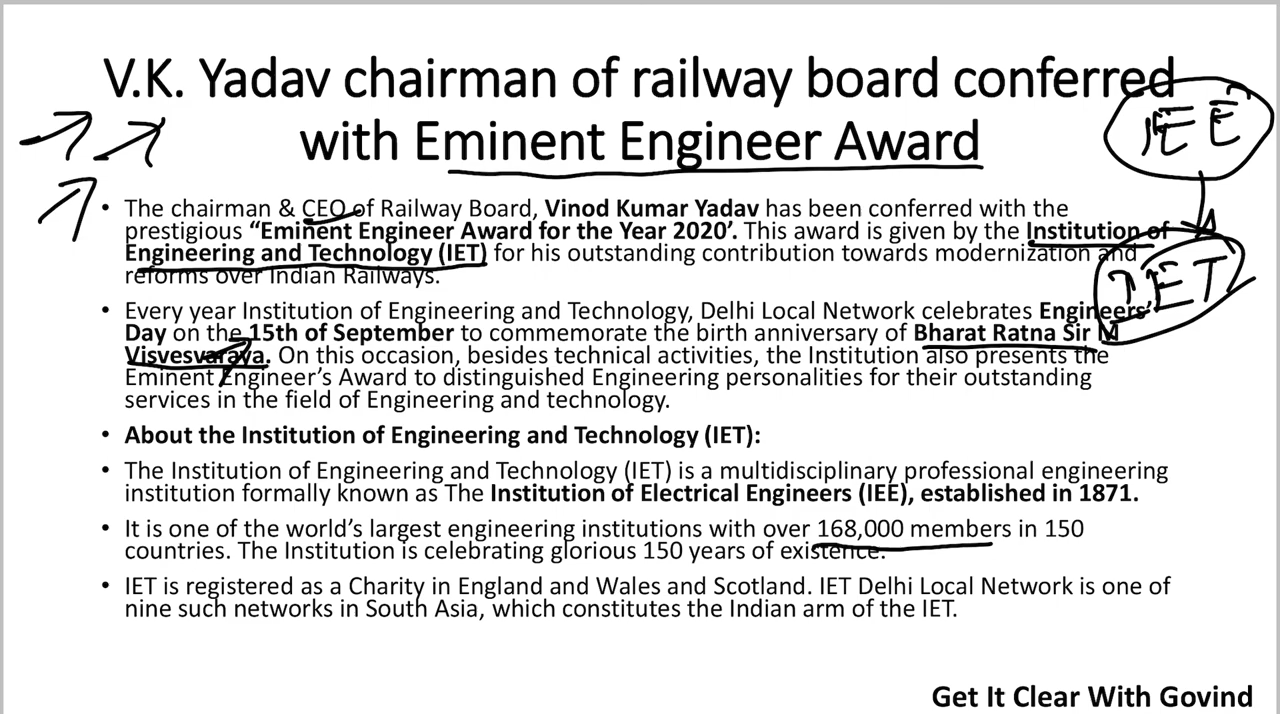 V.K. Yadav chairman of railway board conferred
with Eminent Engineer Award
IEE
IET
• The chairman & CEO of Railway Board, Vinod Kumar Yadav has been conferred with the
prestigious “Eminent Engineer Award for the Year 2020’. This award is given by the Institution of
Engineering and Technology (IET) for his outstanding contribution towards modernization and
reforms over Indian Railways.
• Every year Institution of Engineering and Technology, Delhi Local Network celebrates Engineers’
Day on the 15th of September to commemorate the birth anniversary of Bharat Ratna Sir M
Visvesvaraya. On this occasion, besides technical activities, the Institution also presents the
Eminent Engineer’s Award to distinguished Engineering personalities for their outstanding
services in the field of Engineering and technology.
• About the Institution of Engineering and Technology (IET):
• The Institution of Engineering and Technology (IET) is a multidisciplinary professional engineering
institution formally known as The Institution of Electrical Engineers (IEE), established in 1871.
• It is one of the world’s largest engineering institutions with over 168,000 members in 150
countries. The Institution is celebrating glorious 150 years of existence.
• IET is registered as a Charity in England and Wales and Scotland. IET Delhi Local Network is one of
nine such networks in South Asia, which constitutes the Indian arm of the IET.
Get It Clear With Govind